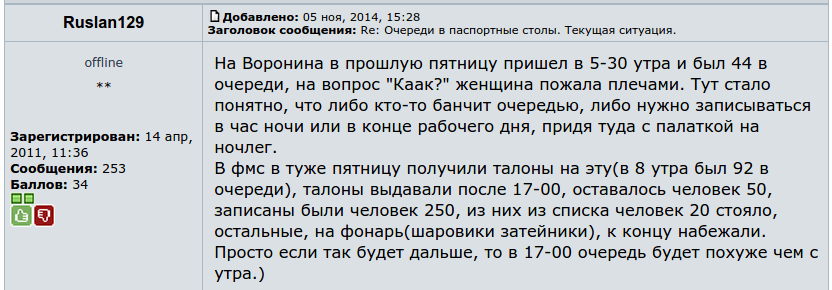 Ruslan129
Добавлено: 05 ноя, 2014, 15:28
Заголовок сообщения: Re: Очереди в паспортные столы. Текущая ситуация.
offline
**
Зарегистрирован: 14 апр,
2011, 11:36
Сообщения: 253
Баллов: 34
На Воронина в прошлую пятницу пришел в 5-30 утра и был 44 в
очереди, на вопрос "Каак?" женщина пожала плечами. Тут стало
понятно, что либо кто-то банчит очередью, либо нужно записываться
в час ночи или в конце рабочего дня, придя туда с палаткой на
ночлег.
В фмс в туже пятницу получили талоны на эту(в 8 утра был 92 в
очереди), талоны выдавали после 17-00, оставалось человек 50,
записаны были человек 250, из них из списка человек 20 стояло,
остальные, на фонарь(шаровики затейники), к концу набежали.
Просто если так будет дальше, то в 17-00 очередь будет похуже чем с
утра.)